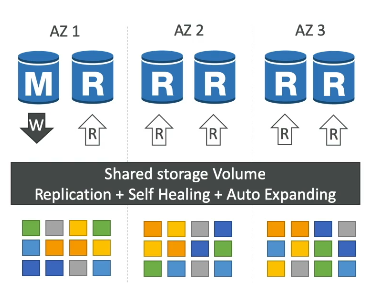 AZ 1
AZ 2
AZ 3
M R
R R
R R
W R
R R
R R
Shared storage Volume
Replication + Self Healing + Auto Expanding